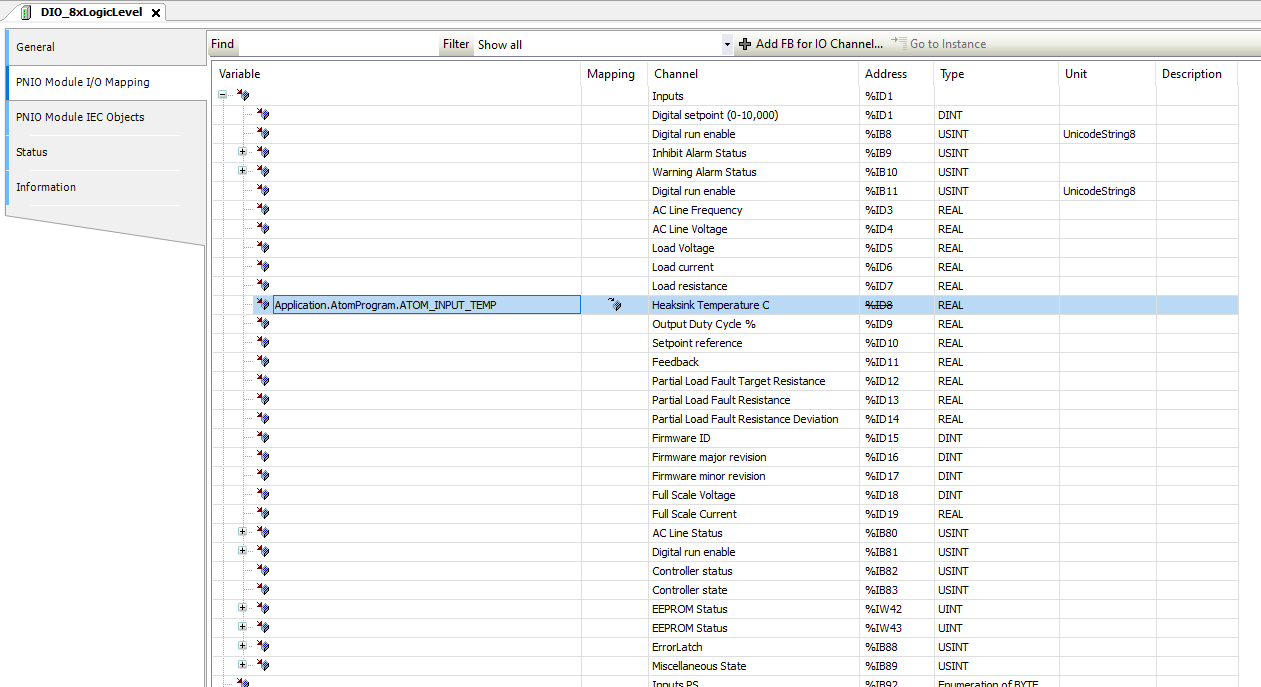 DIO_8xLogicLevel
General
PNIO Module I/O Mapping
PNIO Module IEC Objects
Status
Information
Find Filter Show all Add FB for IO Channel... Go to Instance
Variable Mapping Channel Address Type Unit Description
Inputs %ID1
Digital setpoint (0-10,000) %ID1 DINT
Digital run enable %IB8 USINT UnicodeString8
Inhibit Alarm Status %IB9 USINT
Warning Alarm Status %IB10 USINT
Digital run enable %IB11 USINT UnicodeString8
AC Line Frequency %ID3 REAL
AC Line Voltage %ID4 REAL
Load Voltage %ID5 REAL
Load current %ID6 REAL
Load resistance %ID7 REAL
Application.AtomProgram.ATOM_INPUT_TEMP Heaksink Temperature C %ID8 REAL
Output Duty Cycle % %ID9 REAL
Setpoint reference %ID10 REAL
Feedback %ID11 REAL
Partial Load Fault Target Resistance %ID12 REAL
Partial Load Fault Resistance %ID13 REAL
Partial Load Fault Resistance Deviation %ID14 REAL
Firmware ID %ID15 DINT
Firmware major revision %ID16 DINT
Firmware minor revision %ID17 DINT
Full Scale Voltage %ID18 DINT
Full Scale Current %ID19 REAL
AC Line Status %IB80 USINT
Digital run enable %IB81 USINT
Controller status %IB82 USINT
Controller state %IB83 USINT
EEPROM Status %IW42 UINT
EEPROM Status %IW43 UINT
ErrorLatch %IB88 USINT
Miscellaneous State %IB89 USINT
Inputs PS %IB92 Enumeration of BYTE